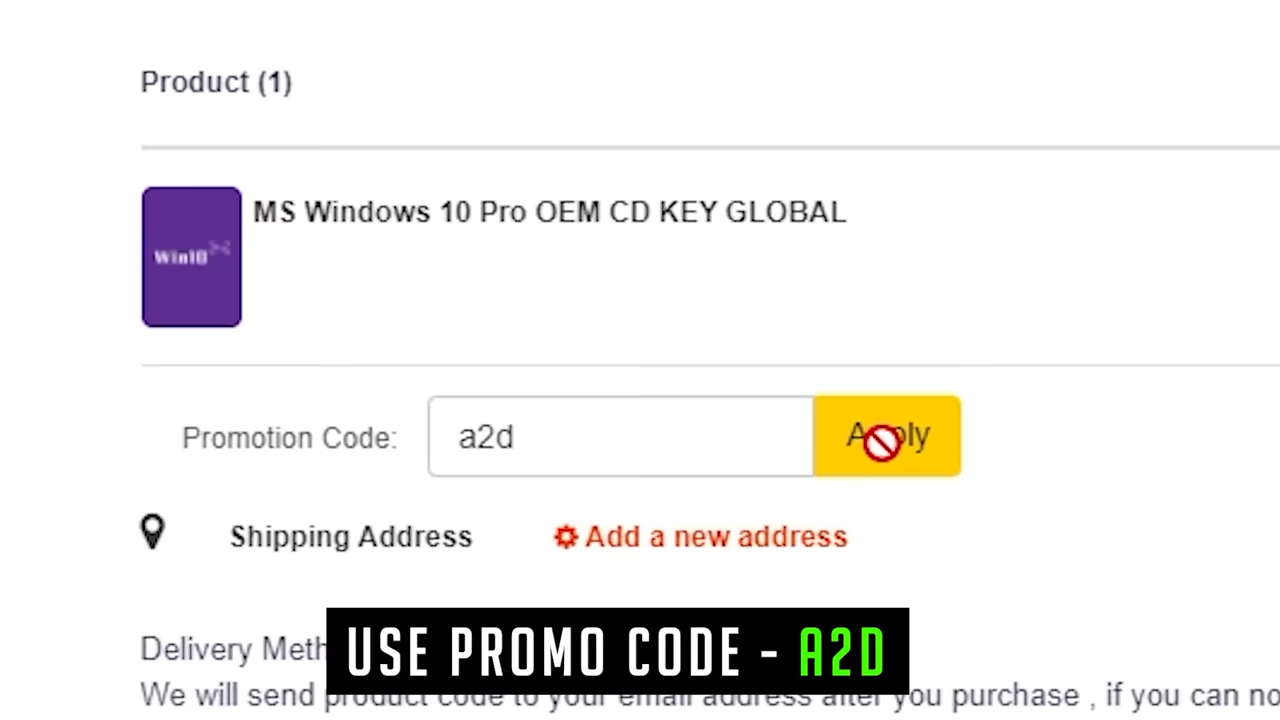 Product (1)
MS Windows 10 Pro OEM CD KEY GLOBAL
Win10
Promotion Code:
a2d
Apply
Shipping Address
Add a new address
Delivery Meth
USE PROMO CODE - A2D
We will send product code to your email address after you purchase , if you can no